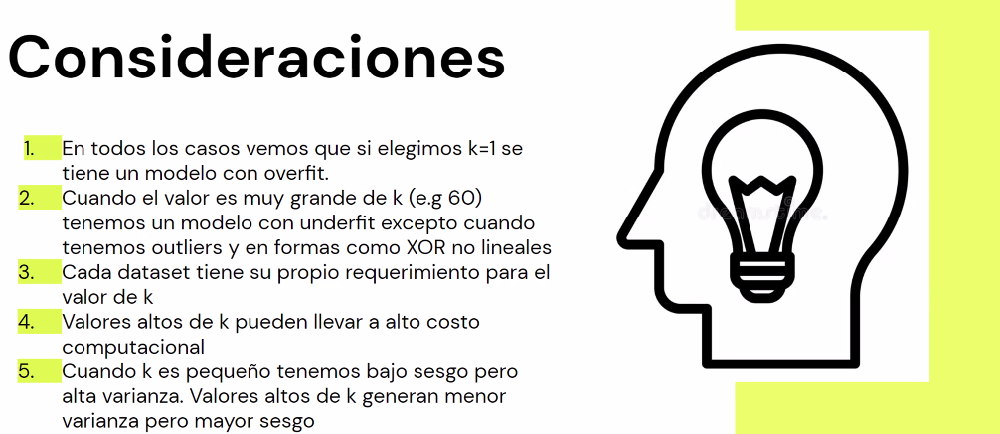 Consideraciones
1. En todos los casos vemos que si elegimos k=1 se
tiene un modelo con overfit.
2. Cuando el valor es muy grande de k (e.g 60)
tenemos un modelo con underfit excepto cuando
tenemos outliers y en formas como XOR no lineales
3. Cada dataset tiene su propio requerimiento para el
valor de k
4. Valores altos de k pueden llevar a alto costo
computacional
5. Cuando k es pequeño tenemos bajo sesgo pero
alta varianza. Valores altos de k generan menor
varianza pero mayor sesgo